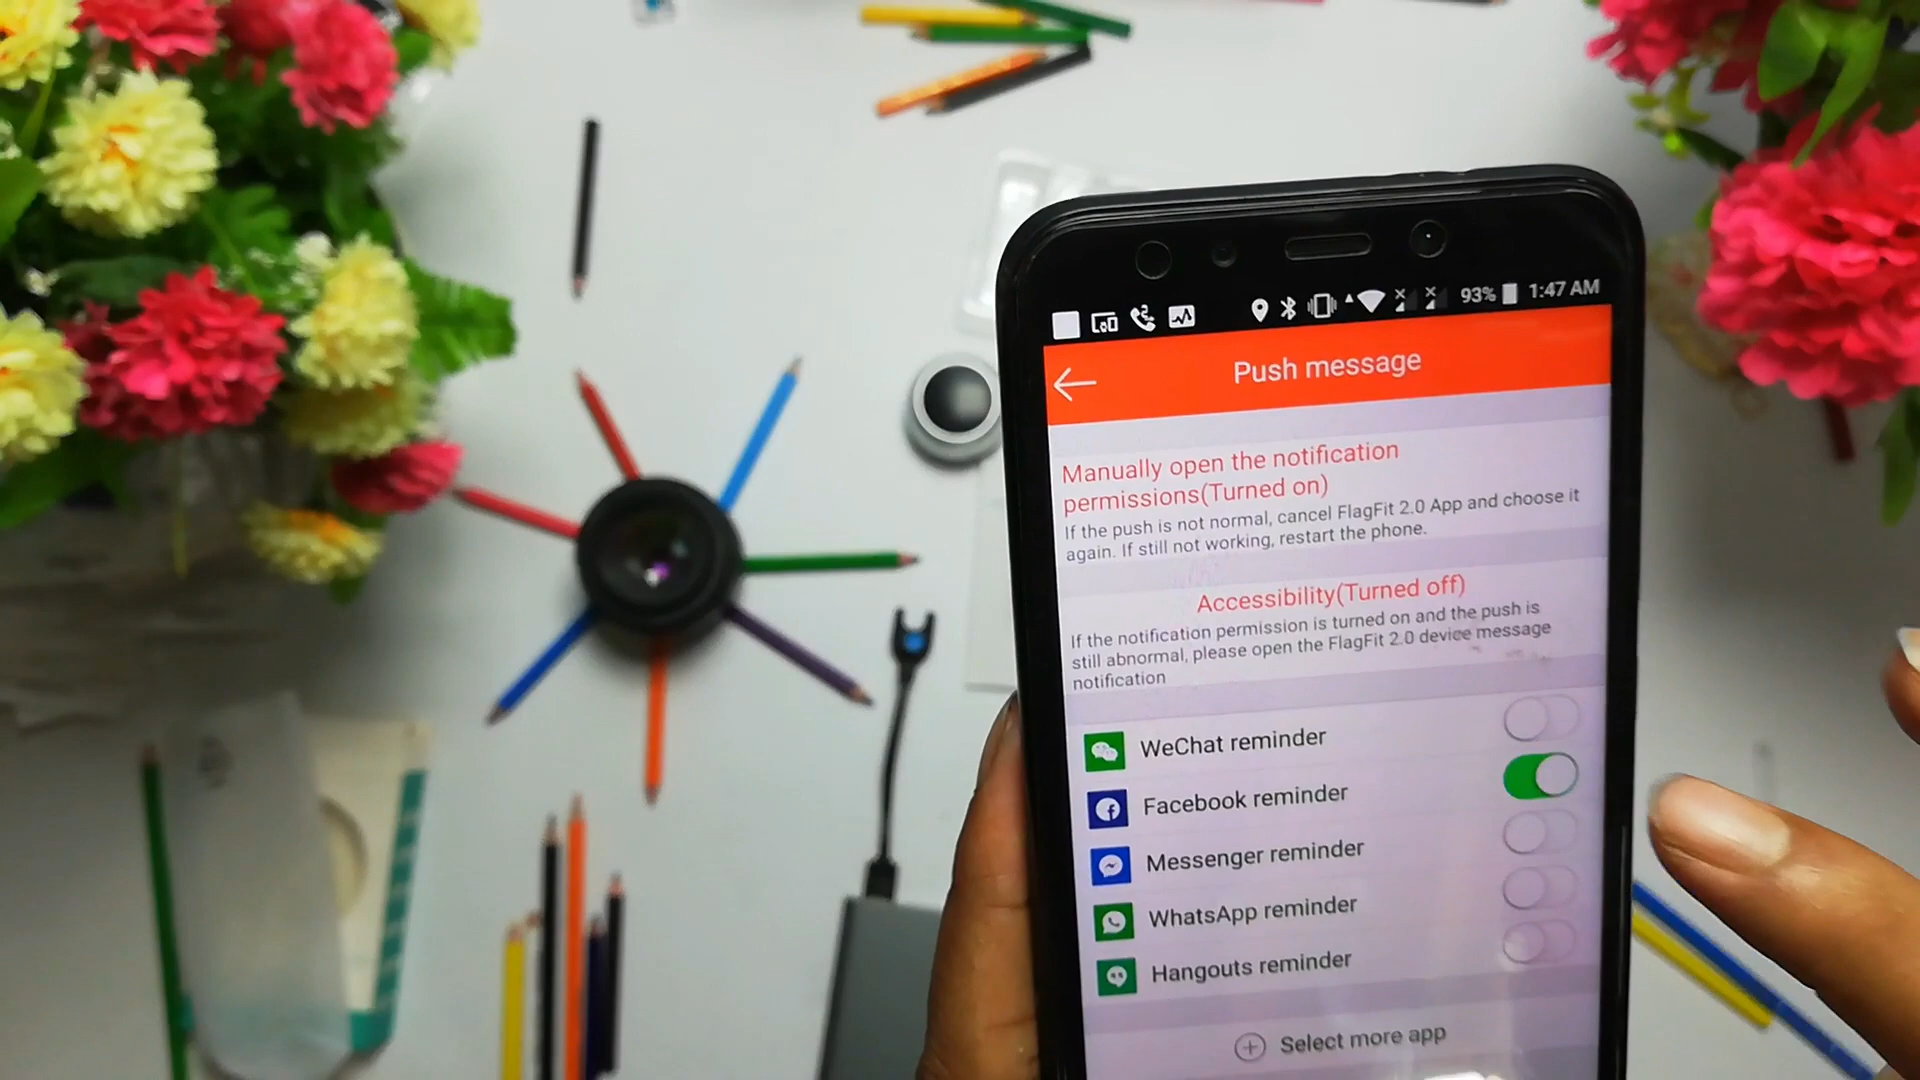 93% 1:47 AM
Push message
Manually open the notification
permissions(Turned on)
If the push is not normal, cancel FlagFit 2.0 App and choose it
again. If still not working, restart the phone.
Accessibility(Turned off)
If the notification permission is turned on and the push is
still abnormal, please open the FlagFit 2.0 device message
notification
WeChat reminder
Facebook reminder
Messenger reminder
WhatsApp reminder
Hangouts reminder
Select more app